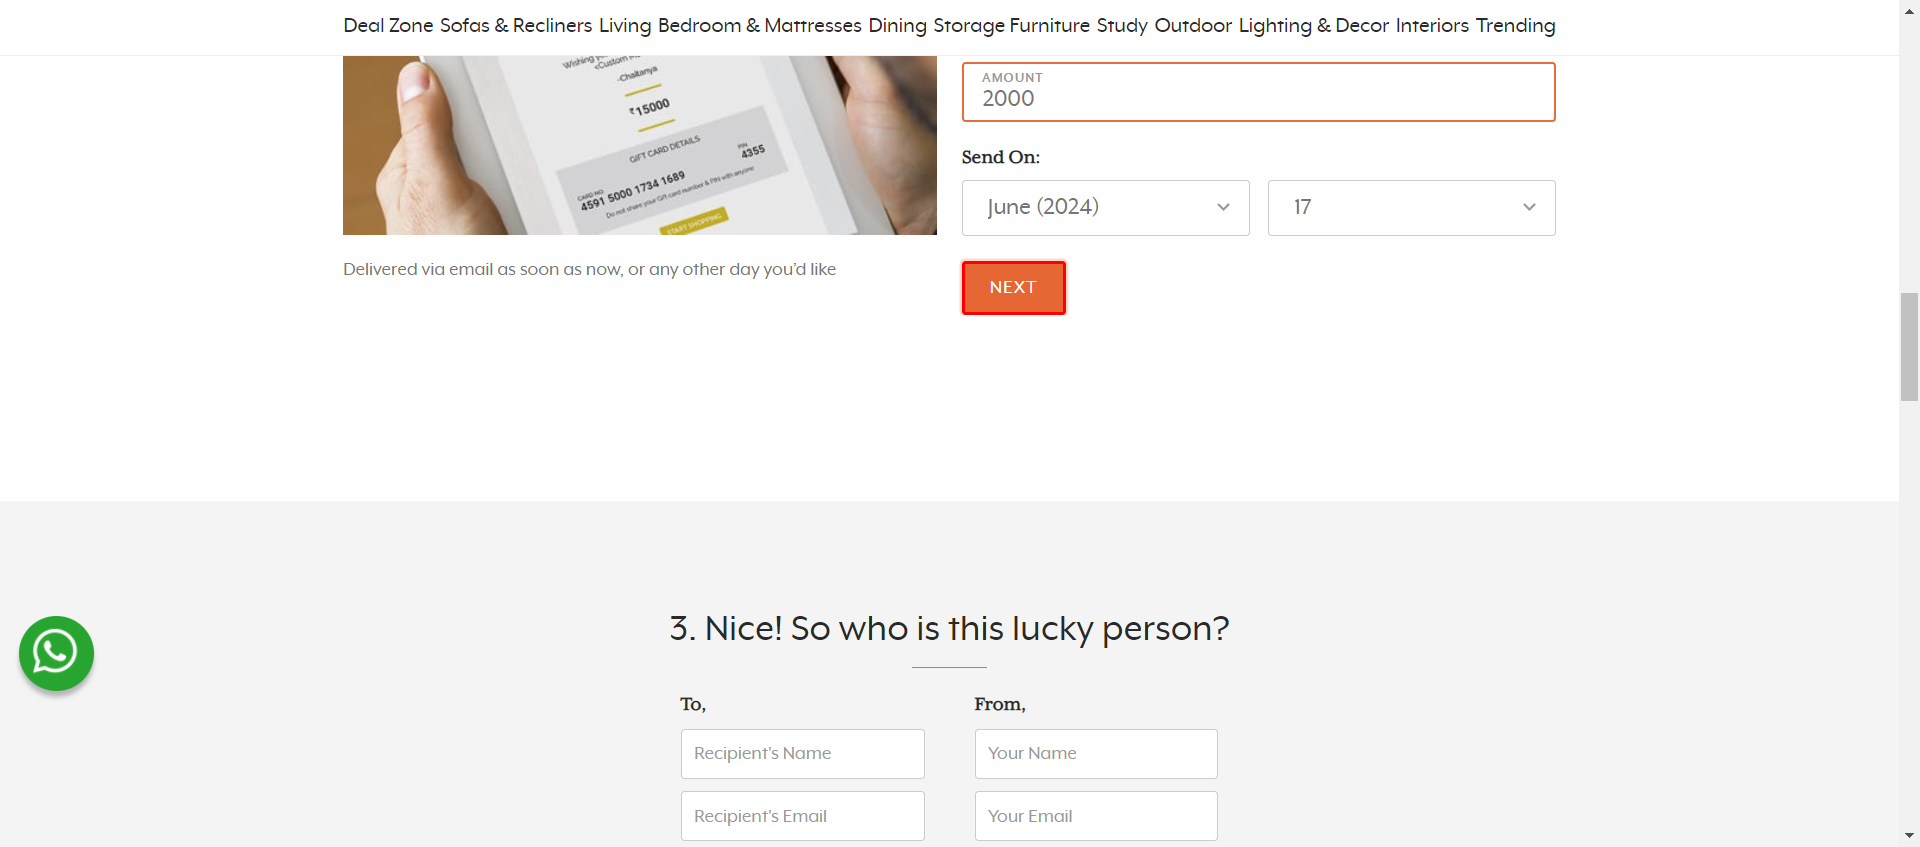 Deal Zone Sofas & Recliners Living Bedroom & Mattresses Dining Storage Furniture Study Outdoor Lighting & Decor Interiors Trending
-Chaitanya
₹15000
GIFT CARD DETAILS
CARD NO.
4591 5000 1734 1689
PIN
4355
Do not share your Gift card number & PIN with anyone
START SHOPPING
Delivered via email as soon as now, or any other day you'd like
AMOUNT
2000
Send On:
June (2024)
17
NEXT
3. Nice! So who is this lucky person?
To,
From,
Recipient's Name
Your Name
Recipient's Email
Your Email